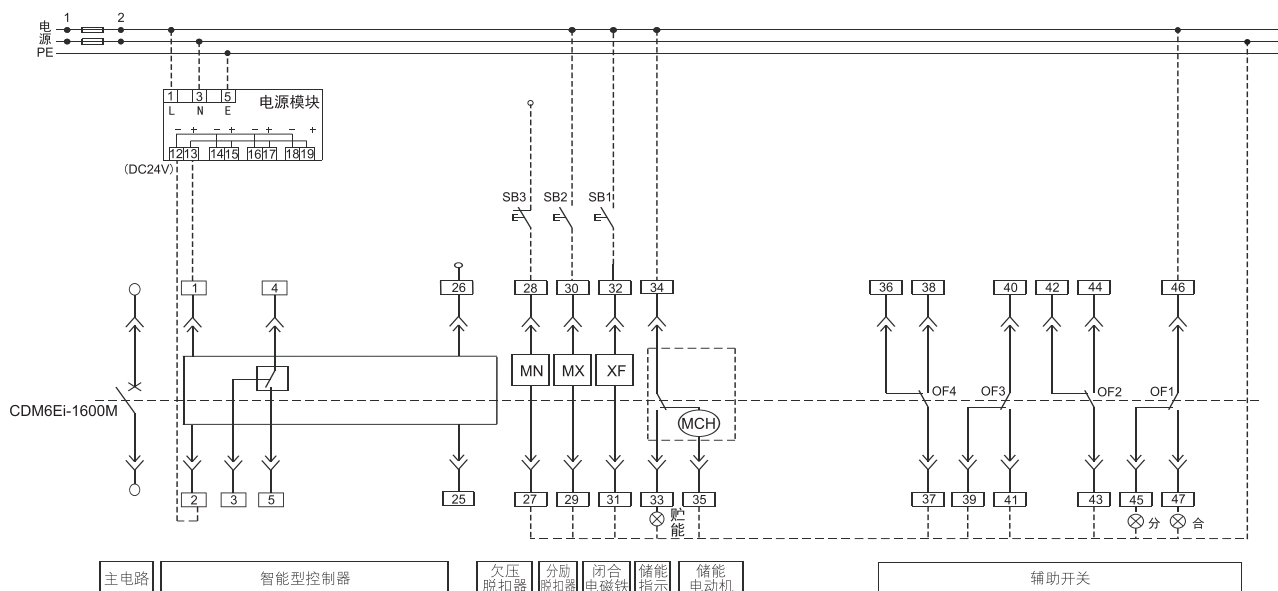 1 2
电
源
PE
1 3 5 电源模块
L N E
− + − + − + − +
12 13 14 15 16 17 18 19
(DC24V)
SB3 SB2 SB1
1 4 26 28 30 32 34 36 38 40 42 44 46
MN MX XF
OF4 OF3 OF2 OF1
CDM6Ei-1600M
MCH
2 3 5 25 27 29 31 33 35 37 39 41 43 45 47
贮
能
分 合
主电路 智能型控制器 欠压
脱扣器 分励
脱扣器 闭合
电磁铁 储能
指示 储能
电动机 辅助开关